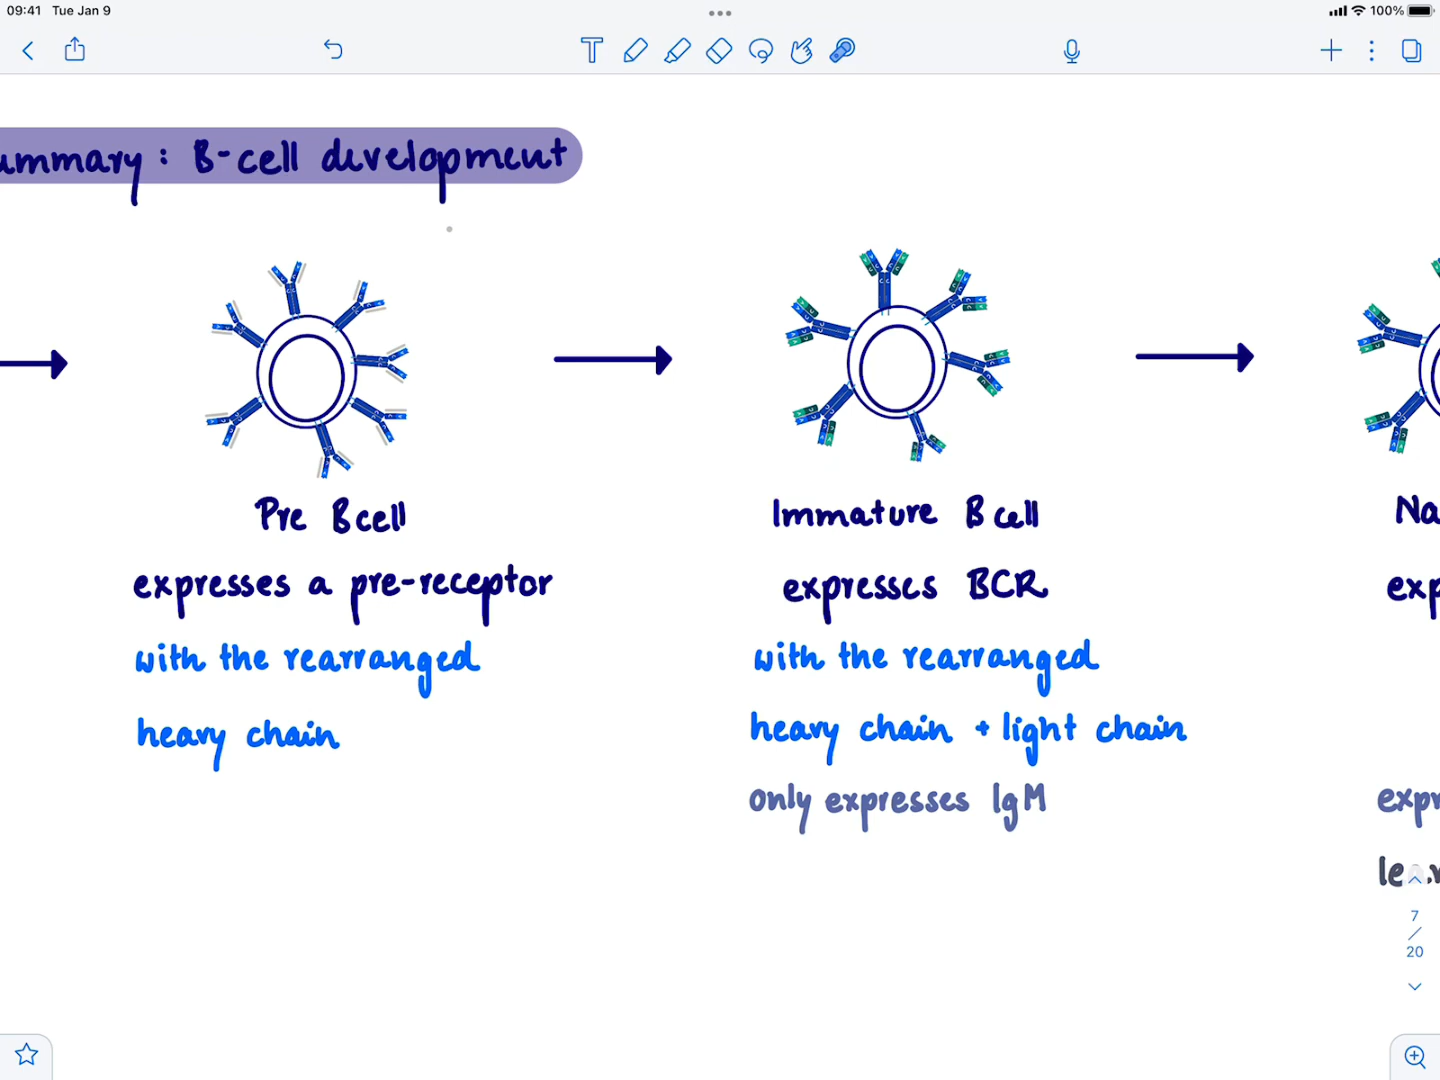 09:41 Tue Jan 9
100%
ummary: B-cell development
Pre B cell
expresses a pre-receptor
with the rearranged
heavy chain
Immature B cell
expresses BCR
with the rearranged
heavy chain + light chain
only expresses IgM
Na
exp
expr
7
/
20